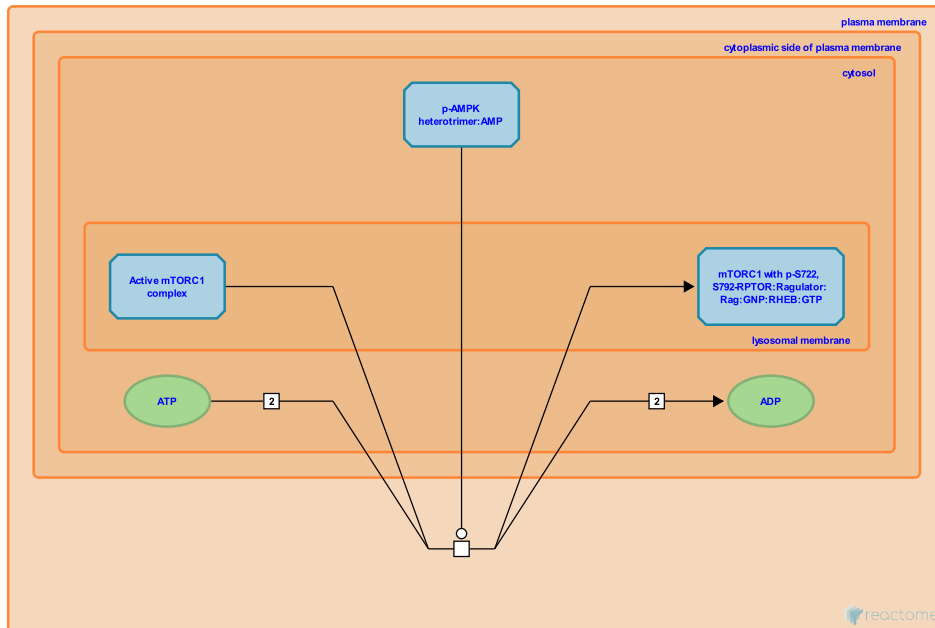 plasma membrane
cytoplasmic side of plasma membrane
cytosol
p-AMPK
heterotrimer:AMP
Active mTORC1
complex
mTORC1 with p-S722,
S792-RPTOR:Ragulator:
Rag:GNP:RHEB:GTP
lysosomal membrane
ATP
2
2
ADP
reactome